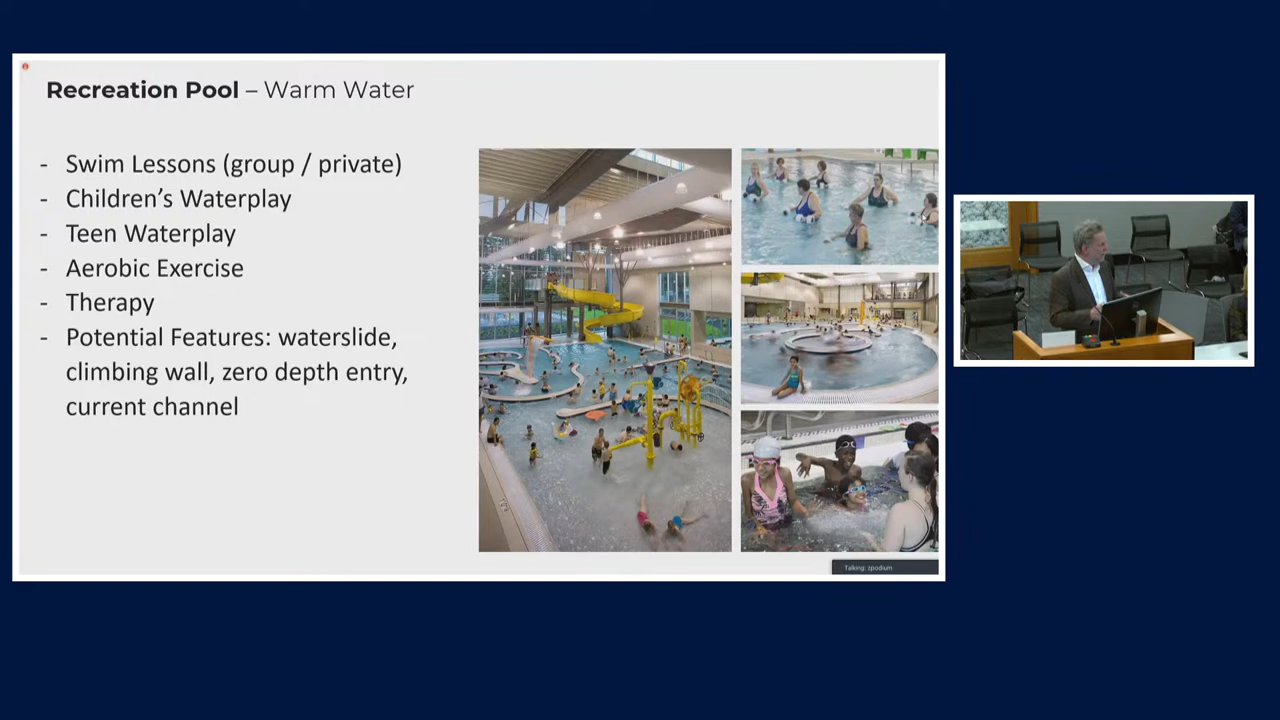 Recreation Pool – Warm Water
- Swim Lessons (group / private)
- Children's Waterplay
- Teen Waterplay
- Aerobic Exercise
- Therapy
- Potential Features: waterslide,
climbing wall, zero depth entry,
current channel
Talking: zpodium